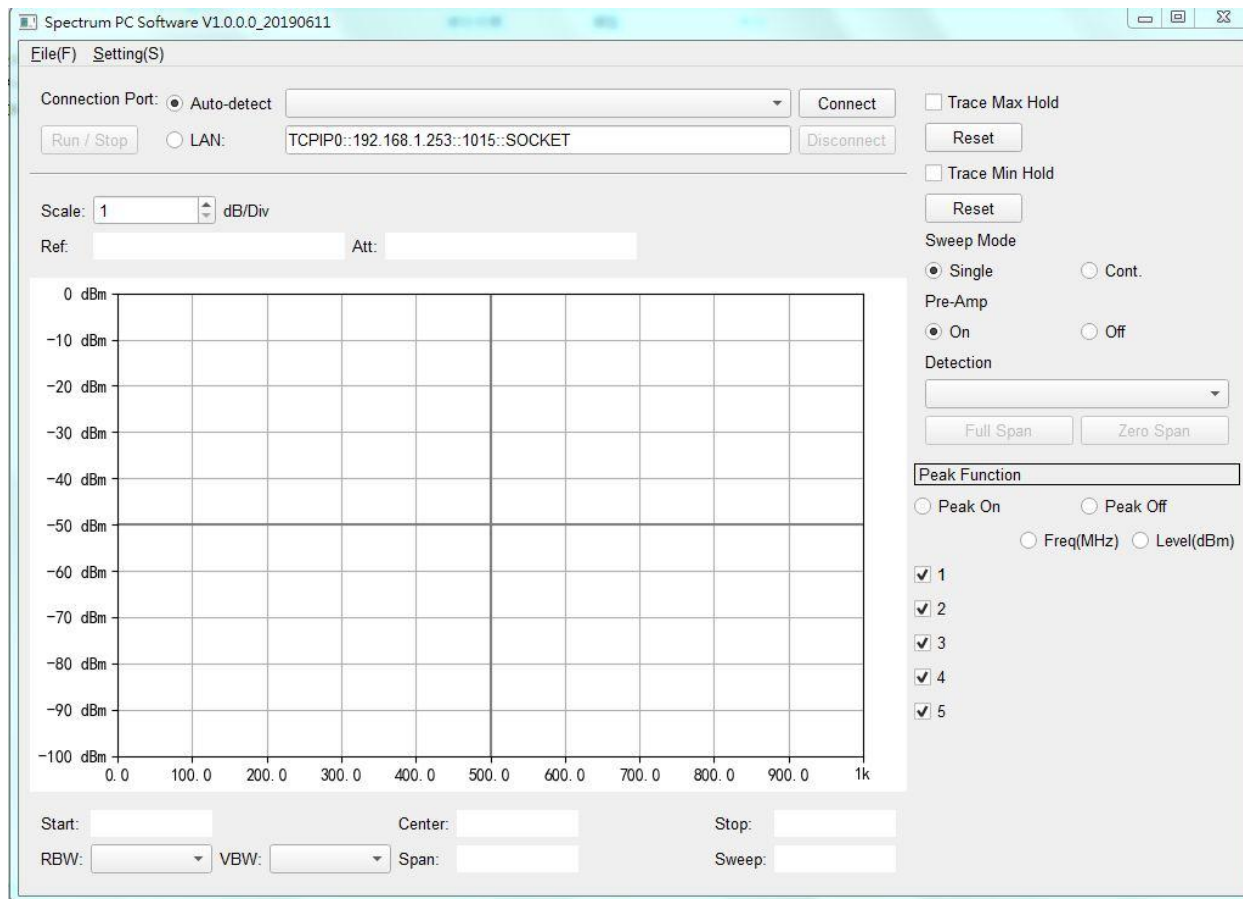 Spectrum PC Software V1.0.0.0_20190611
File(F) Setting(S)
Connection Port: Auto-detect Connect
Run / Stop LAN: TCPIP0::192.168.1.253::1015::SOCKET Disconnect
Scale: 1 dB/Div
Ref: Att:
0 dBm
-10 dBm
-20 dBm
-30 dBm
-40 dBm
-50 dBm
-60 dBm
-70 dBm
-80 dBm
-90 dBm
-100 dBm
0.0 100.0 200.0 300.0 400.0 500.0 600.0 700.0 800.0 900.0 1k
Start: Center: Stop:
RBW: VBW: Span: Sweep:
Trace Max Hold
Reset
Trace Min Hold
Reset
Sweep Mode
Single Cont.
Pre-Amp
On Off
Detection
Full Span Zero Span
Peak Function
Peak On Peak Off
Freq(MHz) Level(dBm)
1
2
3
4
5